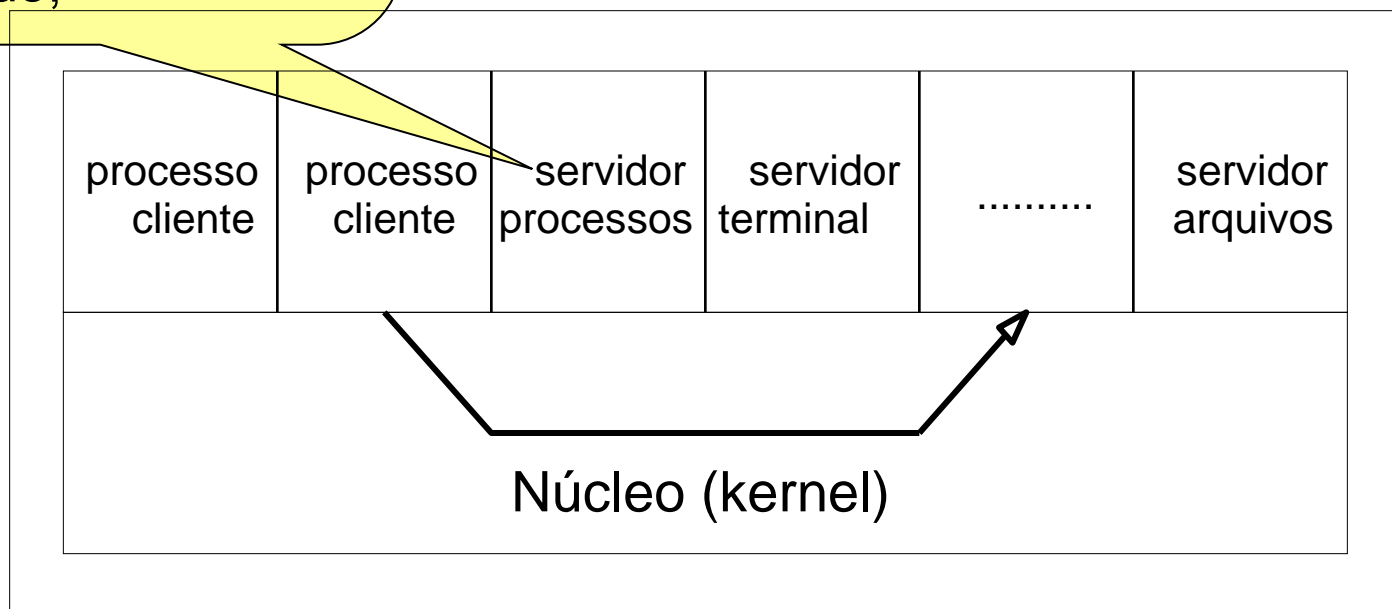 processo
cliente
processo
cliente
servidor
processos
servidor
terminal
..........
servidor
arquivos
Núcleo (kernel)